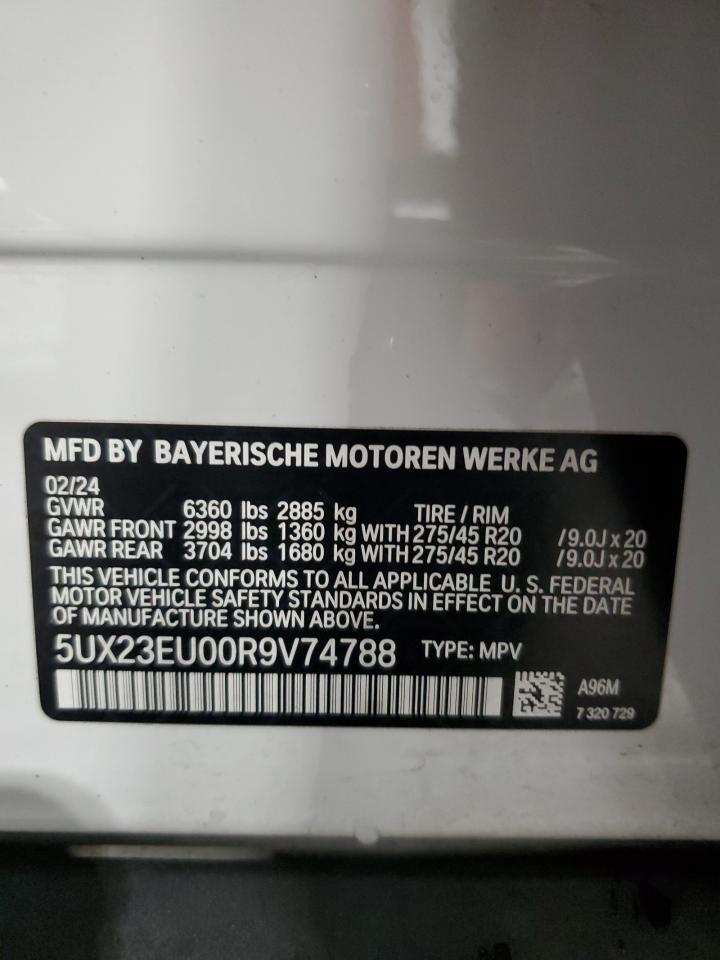 MFD BY BAYERISCHE MOTOREN WERKE AG
02/24
GVWR 6360 lbs 2885 kg TIRE / RIM
GAWR FRONT 2998 lbs 1360 kg WITH 275/45 R20 /9.0J x 20
GAWR REAR 3704 lbs 1680 kg WITH 275/45 R20 /9.0J x 20
THIS VEHICLE CONFORMS TO ALL APPLICABLE U. S. FEDERAL
MOTOR VEHICLE SAFETY STANDARDS IN EFFECT ON THE DATE
OF MANUFACTURE SHOWN ABOVE.
5UX23EU00R9V74788 TYPE: MPV
A96M
7 320 729